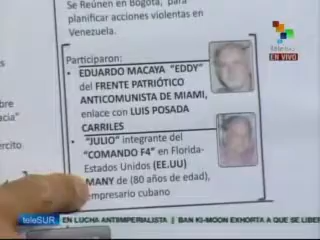 Se Reúnen en Bogotá, para
planificar acciones violentas en
Venezuela.
teleSUR
EN VIVO
Participaron:
• EDUARDO MACAYA "EDDY"
del FRENTE PATRIÓTICO
ANTICOMUNISTA DE MIAMI,
enlace con LUIS POSADA
CARRILES
• "JULIO" integrante del
"COMANDO F4" en Florida-
Estados Unidos (EE.UU)
MANY de (80 años de edad),
empresario cubano
teleSUR EN LUCHA ANTIIMPERIALISTA | BAN KI-MOON EXHORTA A QUE SE LIBER